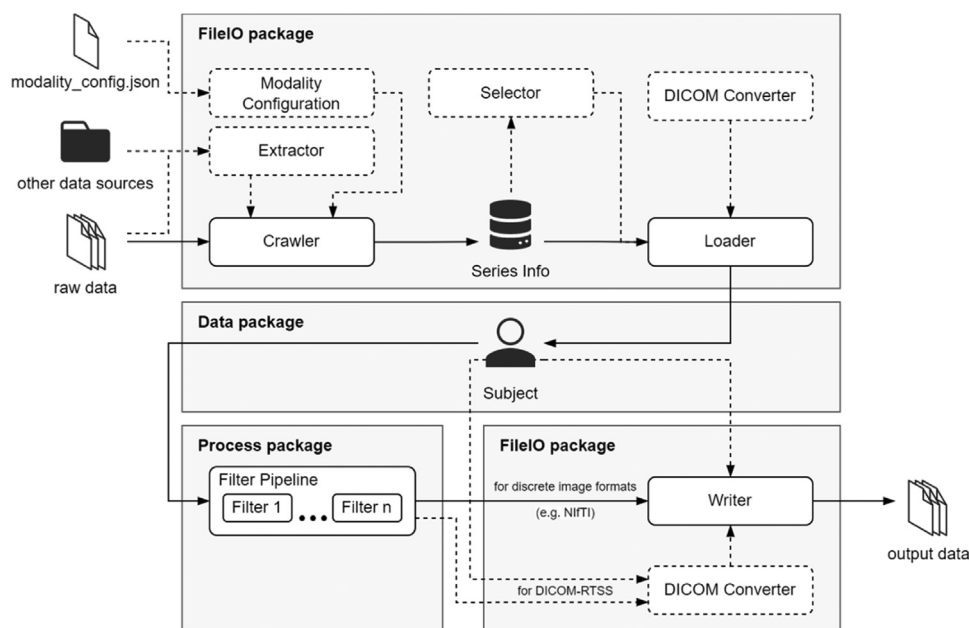 FileIO package
modality_config.json
Modality
Configuration
Selector
DICOM Converter
Extractor
other data sources
Crawler
Series Info
Loader
raw data
Data package
Subject
Process package
Filter Pipeline
Filter 1
Filter n
FileIO package
for discrete image formats
(e.g. NIfTI)
Writer
output data
for DICOM-RTSS
DICOM Converter